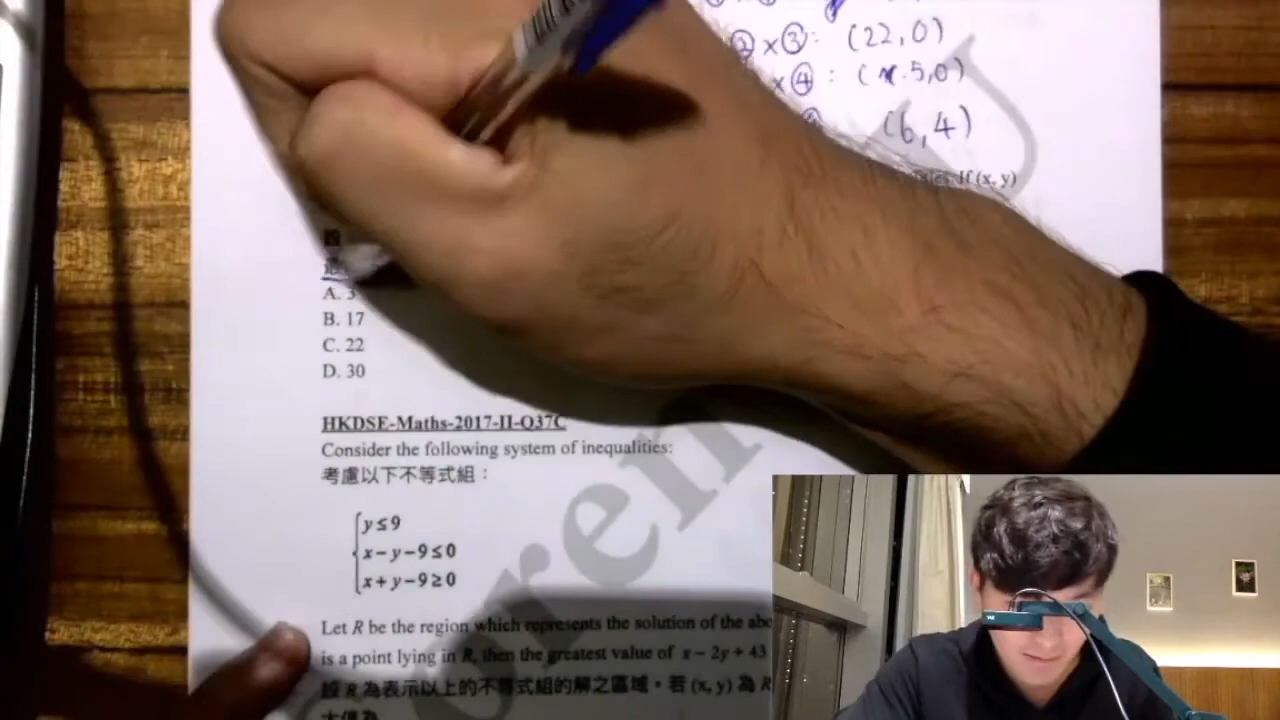 ② x ③: (22,0)
x ④ : (x.5,0)
(6,4)
If (x, y)
A. 3
B. 17
C. 22
D. 30
HKDSE-Maths-2017-II-Q37C
Consider the following system of inequalities:
考慮以下不等式組：
y≤9
x−y−9≤0
x+y−9≥0
Let R be the region which represents the solution of the abo
is a point lying in R, then the greatest value of x − 2y + 43
設 R 為表示以上的不等式組的解之區域。若 (x, y) 為 R
大值為